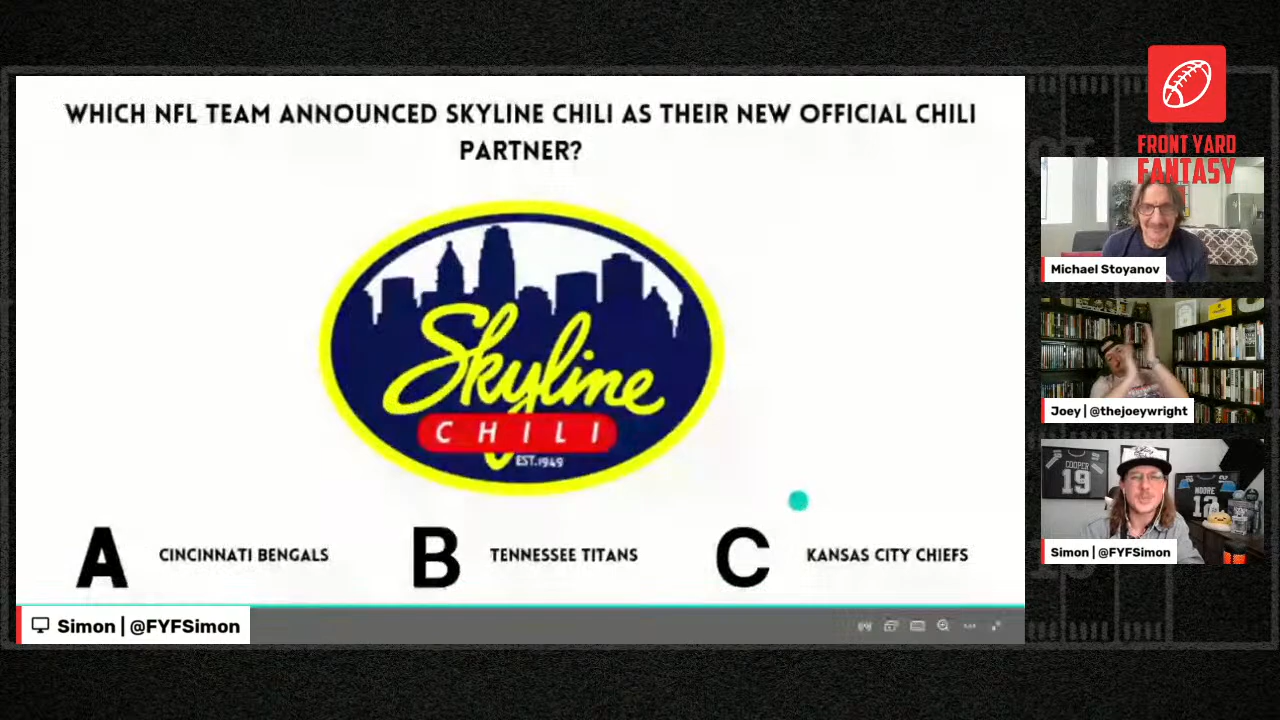 WHICH NFL TEAM ANNOUNCED SKYLINE CHILI AS THEIR NEW OFFICIAL CHILI
PARTNER?
Skyline
CHILI
EST. 1949
A CINCINNATI BENGALS
B TENNESSEE TITANS
C KANSAS CITY CHIEFS
Simon | @FYFSimon
FRONT YARD
FANTASY
Michael Stoyanov
Joey | @thejoeywright
COOPER
19
MOORE
12
Simon | @FYFSimon